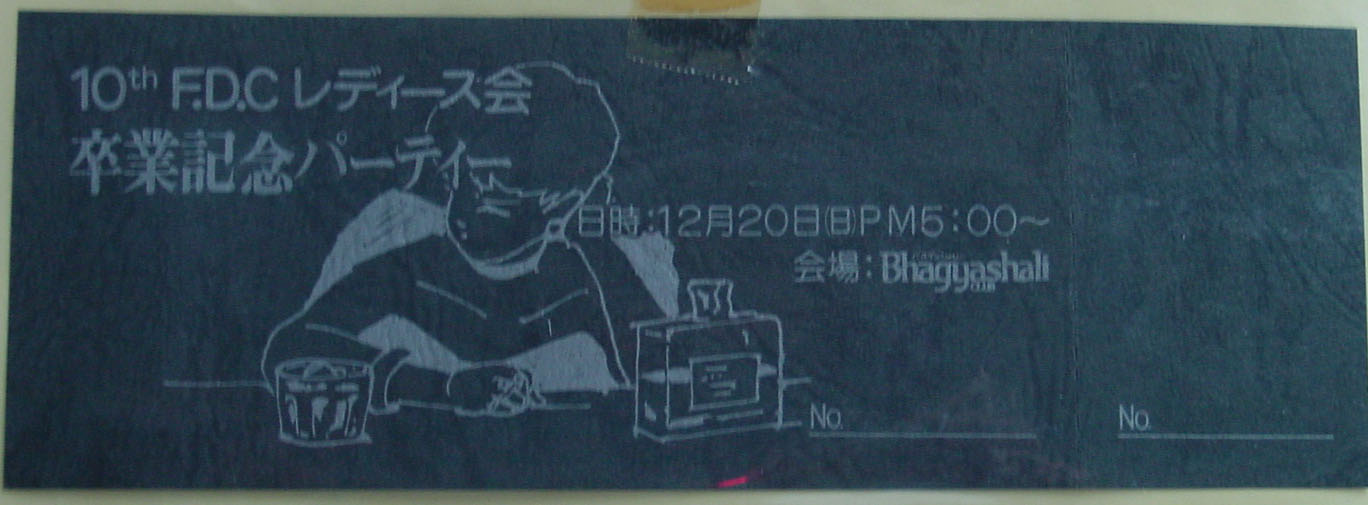 10th F.D.C レディース会
卒業記念パーティー
日時:12月20日(日)PM5:00〜
会場:Bhagyashali
CLUB
No.
No.